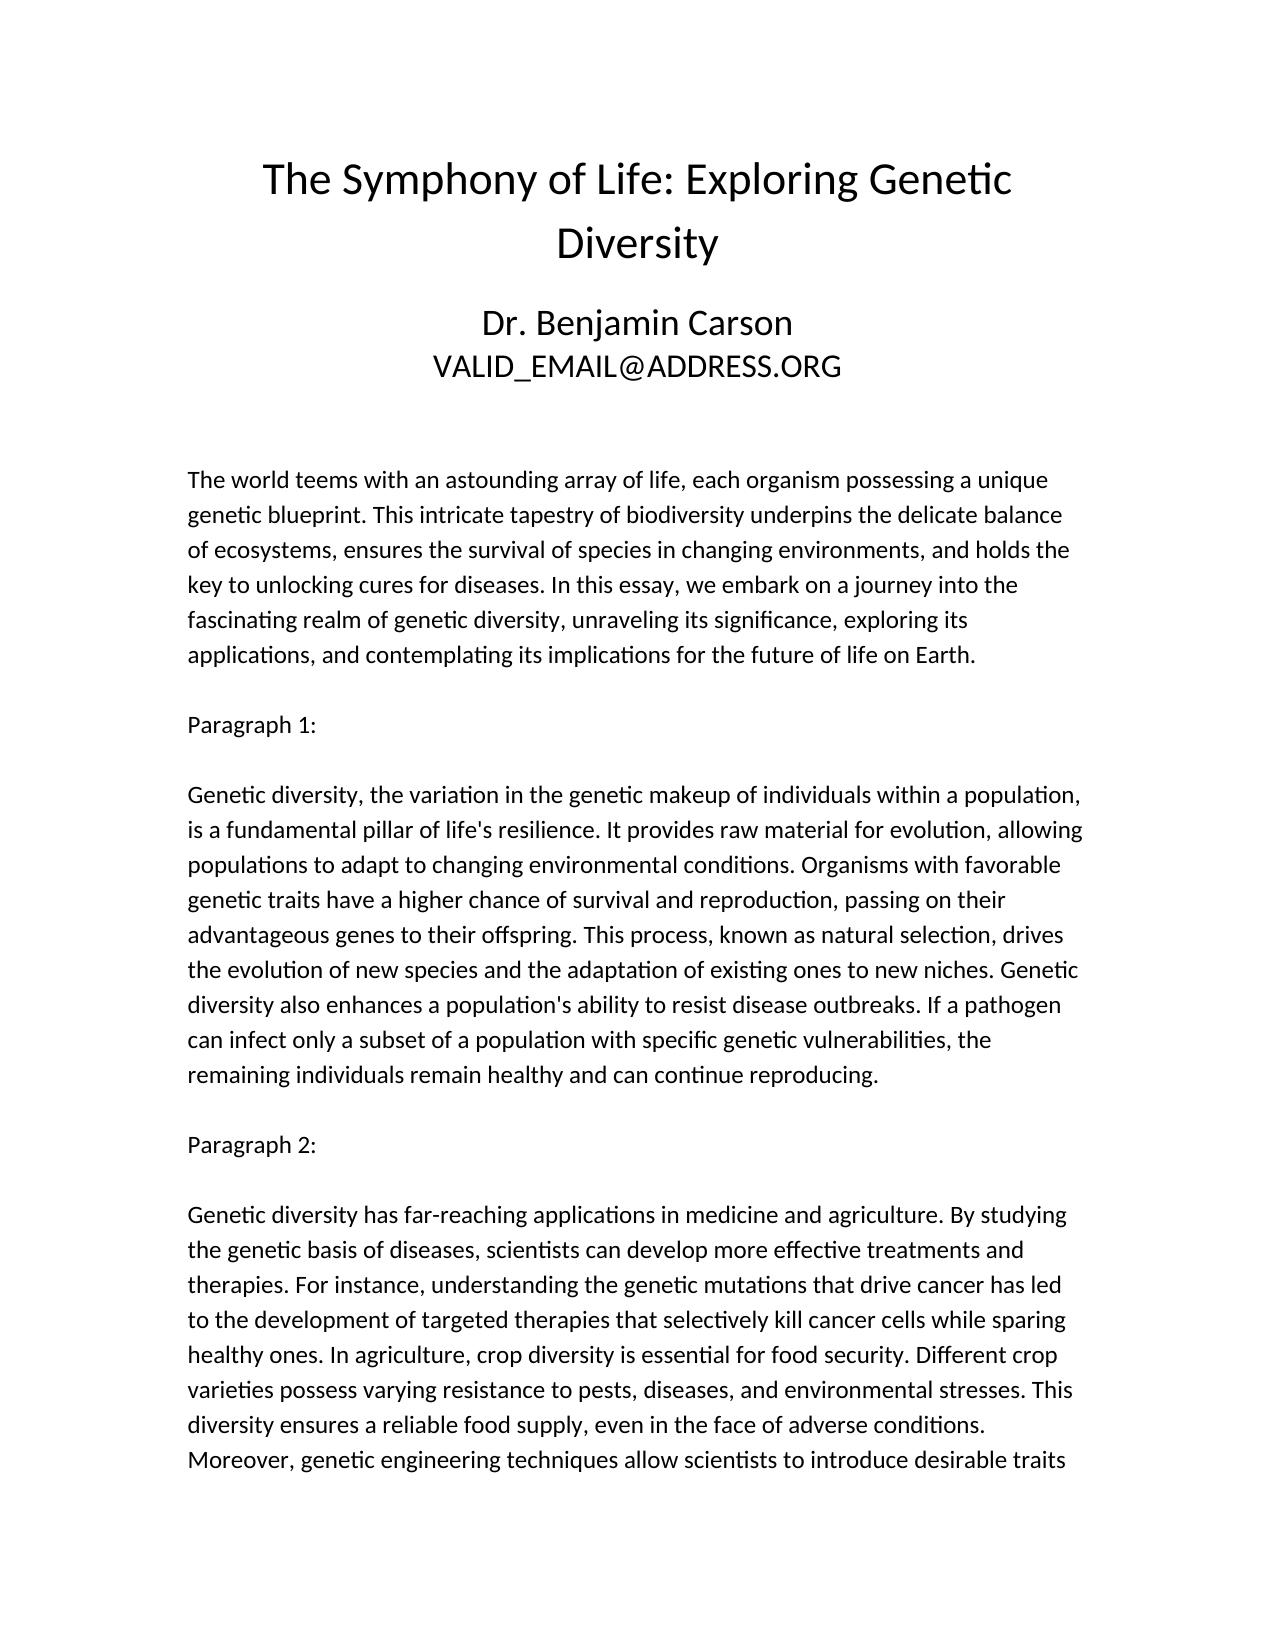 The Symphony of Life: Exploring Genetic
Diversity
Dr. Benjamin Carson
VALID_EMAIL@ADDRESS.ORG
The world teems with an astounding array of life, each organism possessing a unique
genetic blueprint. This intricate tapestry of biodiversity underpins the delicate balance
of ecosystems, ensures the survival of species in changing environments, and holds the
key to unlocking cures for diseases. In this essay, we embark on a journey into the
fascinating realm of genetic diversity, unraveling its significance, exploring its
applications, and contemplating its implications for the future of life on Earth.
Paragraph 1:
Genetic diversity, the variation in the genetic makeup of individuals within a population,
is a fundamental pillar of life's resilience. It provides raw material for evolution, allowing
populations to adapt to changing environmental conditions. Organisms with favorable
genetic traits have a higher chance of survival and reproduction, passing on their
advantageous genes to their offspring. This process, known as natural selection, drives
the evolution of new species and the adaptation of existing ones to new niches. Genetic
diversity also enhances a population's ability to resist disease outbreaks. If a pathogen
can infect only a subset of a population with specific genetic vulnerabilities, the
remaining individuals remain healthy and can continue reproducing.
Paragraph 2:
Genetic diversity has far-reaching applications in medicine and agriculture. By studying
the genetic basis of diseases, scientists can develop more effective treatments and
therapies. For instance, understanding the genetic mutations that drive cancer has led
to the development of targeted therapies that selectively kill cancer cells while sparing
healthy ones. In agriculture, crop diversity is essential for food security. Different crop
varieties possess varying resistance to pests, diseases, and environmental stresses. This
diversity ensures a reliable food supply, even in the face of adverse conditions.
Moreover, genetic engineering techniques allow scientists to introduce desirable traits